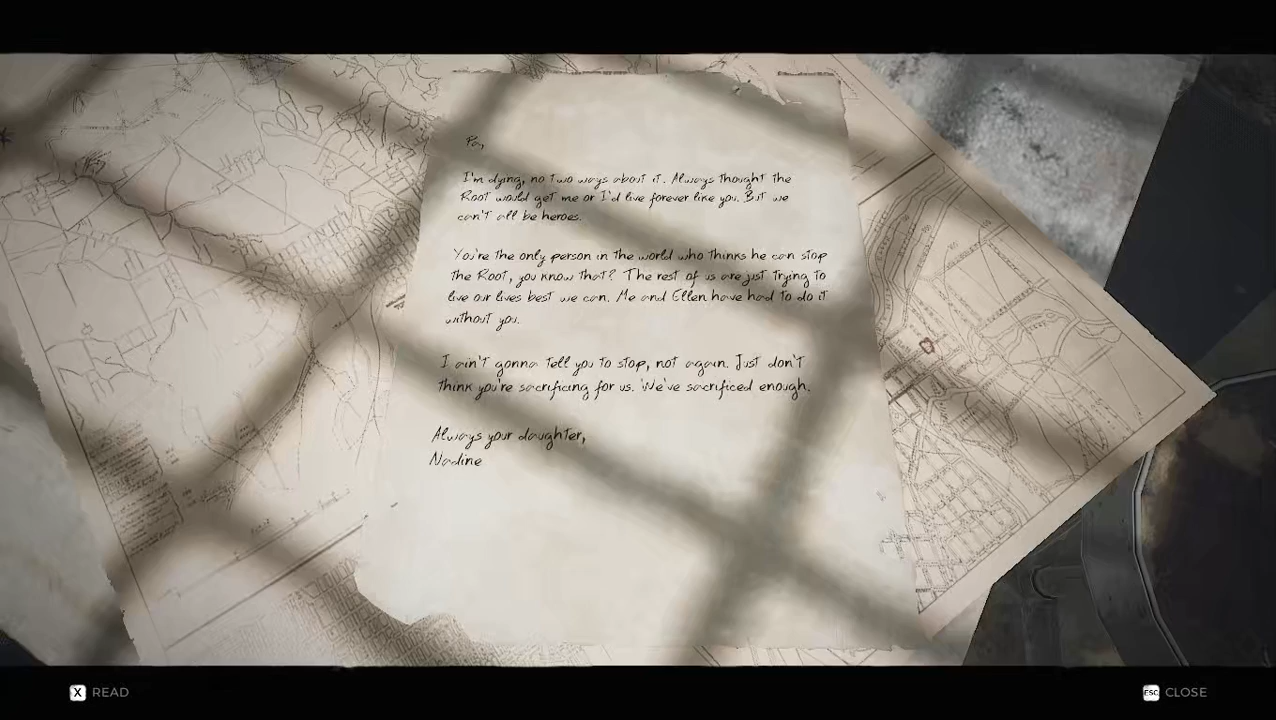 Pa,
I'm dying, no two ways about it. Always thought the
Root would get me or I'd live forever like you. But we
can't all be heroes.
You're the only person in the world who thinks he can stop
the Root, you know that? The rest of us are just trying to
live our lives best we can. Me and Ellen have had to do it
without you.
I ain't gonna tell you to stop, not again. Just don't
think you're sacrificing for us. We've sacrificed enough.
Always your daughter,
Nadine
X READ
ESC CLOSE